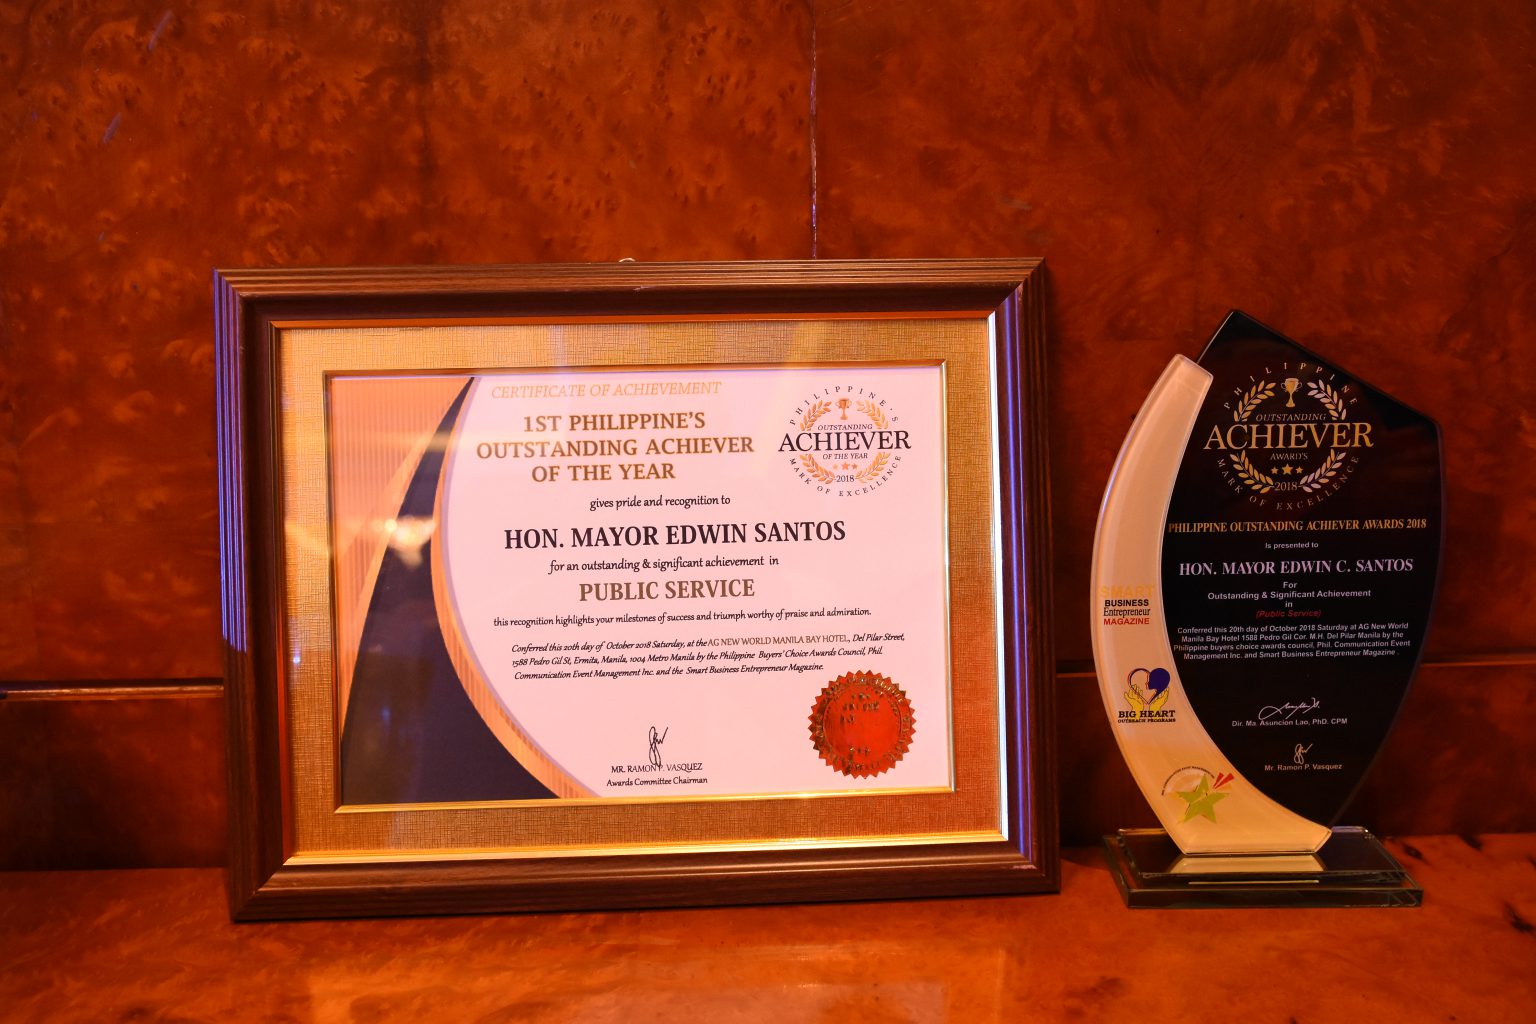 CERTIFICATE OF ACHIEVEMENT
1ST PHILIPPINE'S
OUTSTANDING ACHIEVER
OF THE YEAR
gives pride and recognition to
HON. MAYOR EDWIN SANTOS
for an outstanding & significant achievement in
PUBLIC SERVICE
this recognition highlights your milestones of success and triumph worthy of praise and admiration.
Conferred this 20th day of October 2018 Saturday, at the AG NEW WORLD MANILA BAY HOTEL, Del Pilar Street,
1588 Pedro Gil St, Ermita, Manila, 1004 Metro Manila by the Philippine Buyers' Choice Awards Council, Phil.
Communication Event Management Inc. and the Smart Business Entrepreneur Magazine.
MR. RAMON P. VASQUEZ
Awards Committee Chairman
PHILIPPINE'S
OUTSTANDING
ACHIEVER
OF THE YEAR
2018
MARK OF EXCELLENCE
PHILIPPINE
OUTSTANDING
ACHIEVER
AWARD'S
2018
MARK OF EXCELLENCE
PHILIPPINE OUTSTANDING ACHIEVER AWARDS 2018
Is presented to
HON. MAYOR EDWIN C. SANTOS
For
Outstanding & Significant Achievement
in
(Public Service)
Conferred this 20th day of October 2018 Saturday at AG New World
Manila Bay Hotel 1588 Pedro Gil Cor. M.H. Del Pilar Manila by the
Philippine buyers choice awards council, Phil. Communication Event
Management Inc. and Smart Business Entrepreneur Magazine
Dir. Ma. Asuncion Lao, PhD. CPM
Mr. Ramon P. Vasquez
SMART
BUSINESS
Entrepreneur
MAGAZINE
BIG HEART
OUTREACH PROGRAMS